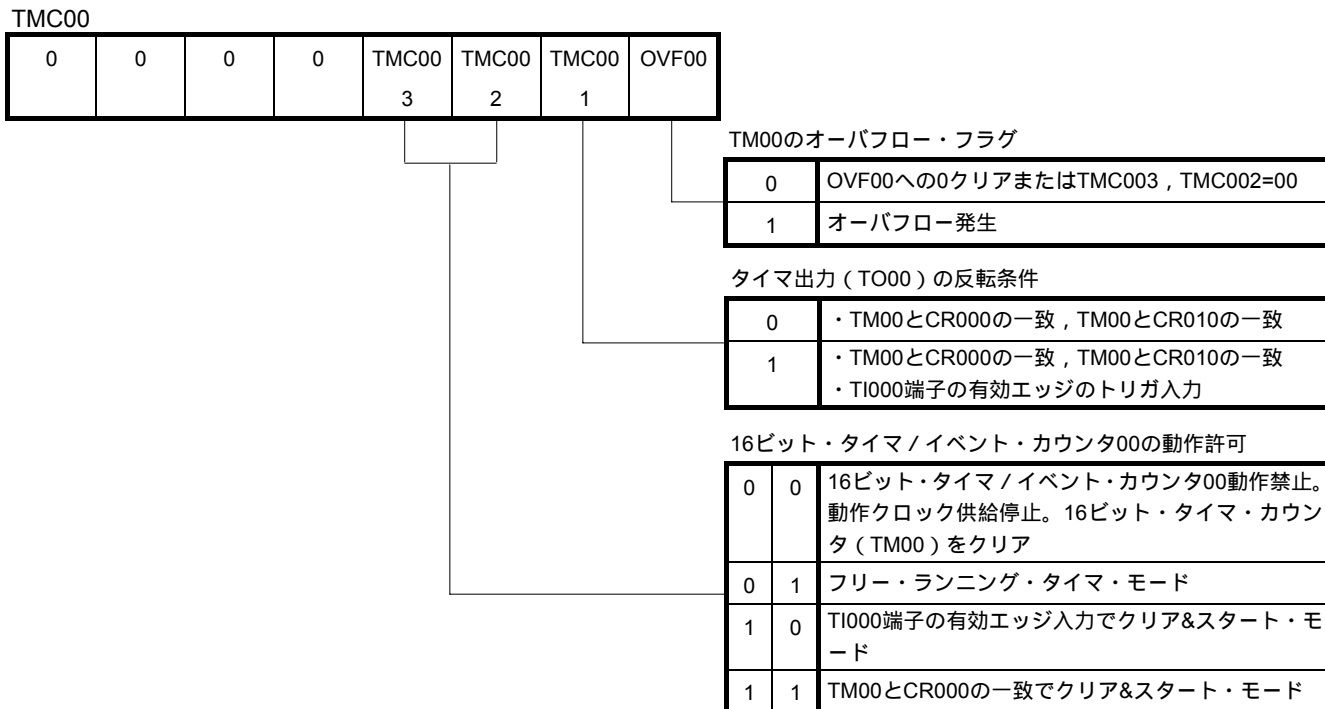 TMC00
0 0 0 0 TMC00 TMC00 TMC00 OVF00
3 2 1
TM00のオーバフロー・フラグ
0 OVF00への0クリアまたはTMC003，TMC002=00
1 オーバフロー発生
タイマ出力（TO00）の反転条件
0 ・TM00とCR000の一致，TM00とCR010の一致
1 ・TM00とCR000の一致，TM00とCR010の一致
・TI000端子の有効エッジのトリガ入力
16ビット・タイマ／イベント・カウンタ00の動作許可
0 0 16ビット・タイマ／イベント・カウンタ00動作禁止。
動作クロック供給停止。16ビット・タイマ・カウン
タ（TM00）をクリア
0 1 フリー・ランニング・タイマ・モード
1 0 TI000端子の有効エッジ入力でクリア&スタート・モ
ード
1 1 TM00とCR000の一致でクリア&スタート・モード